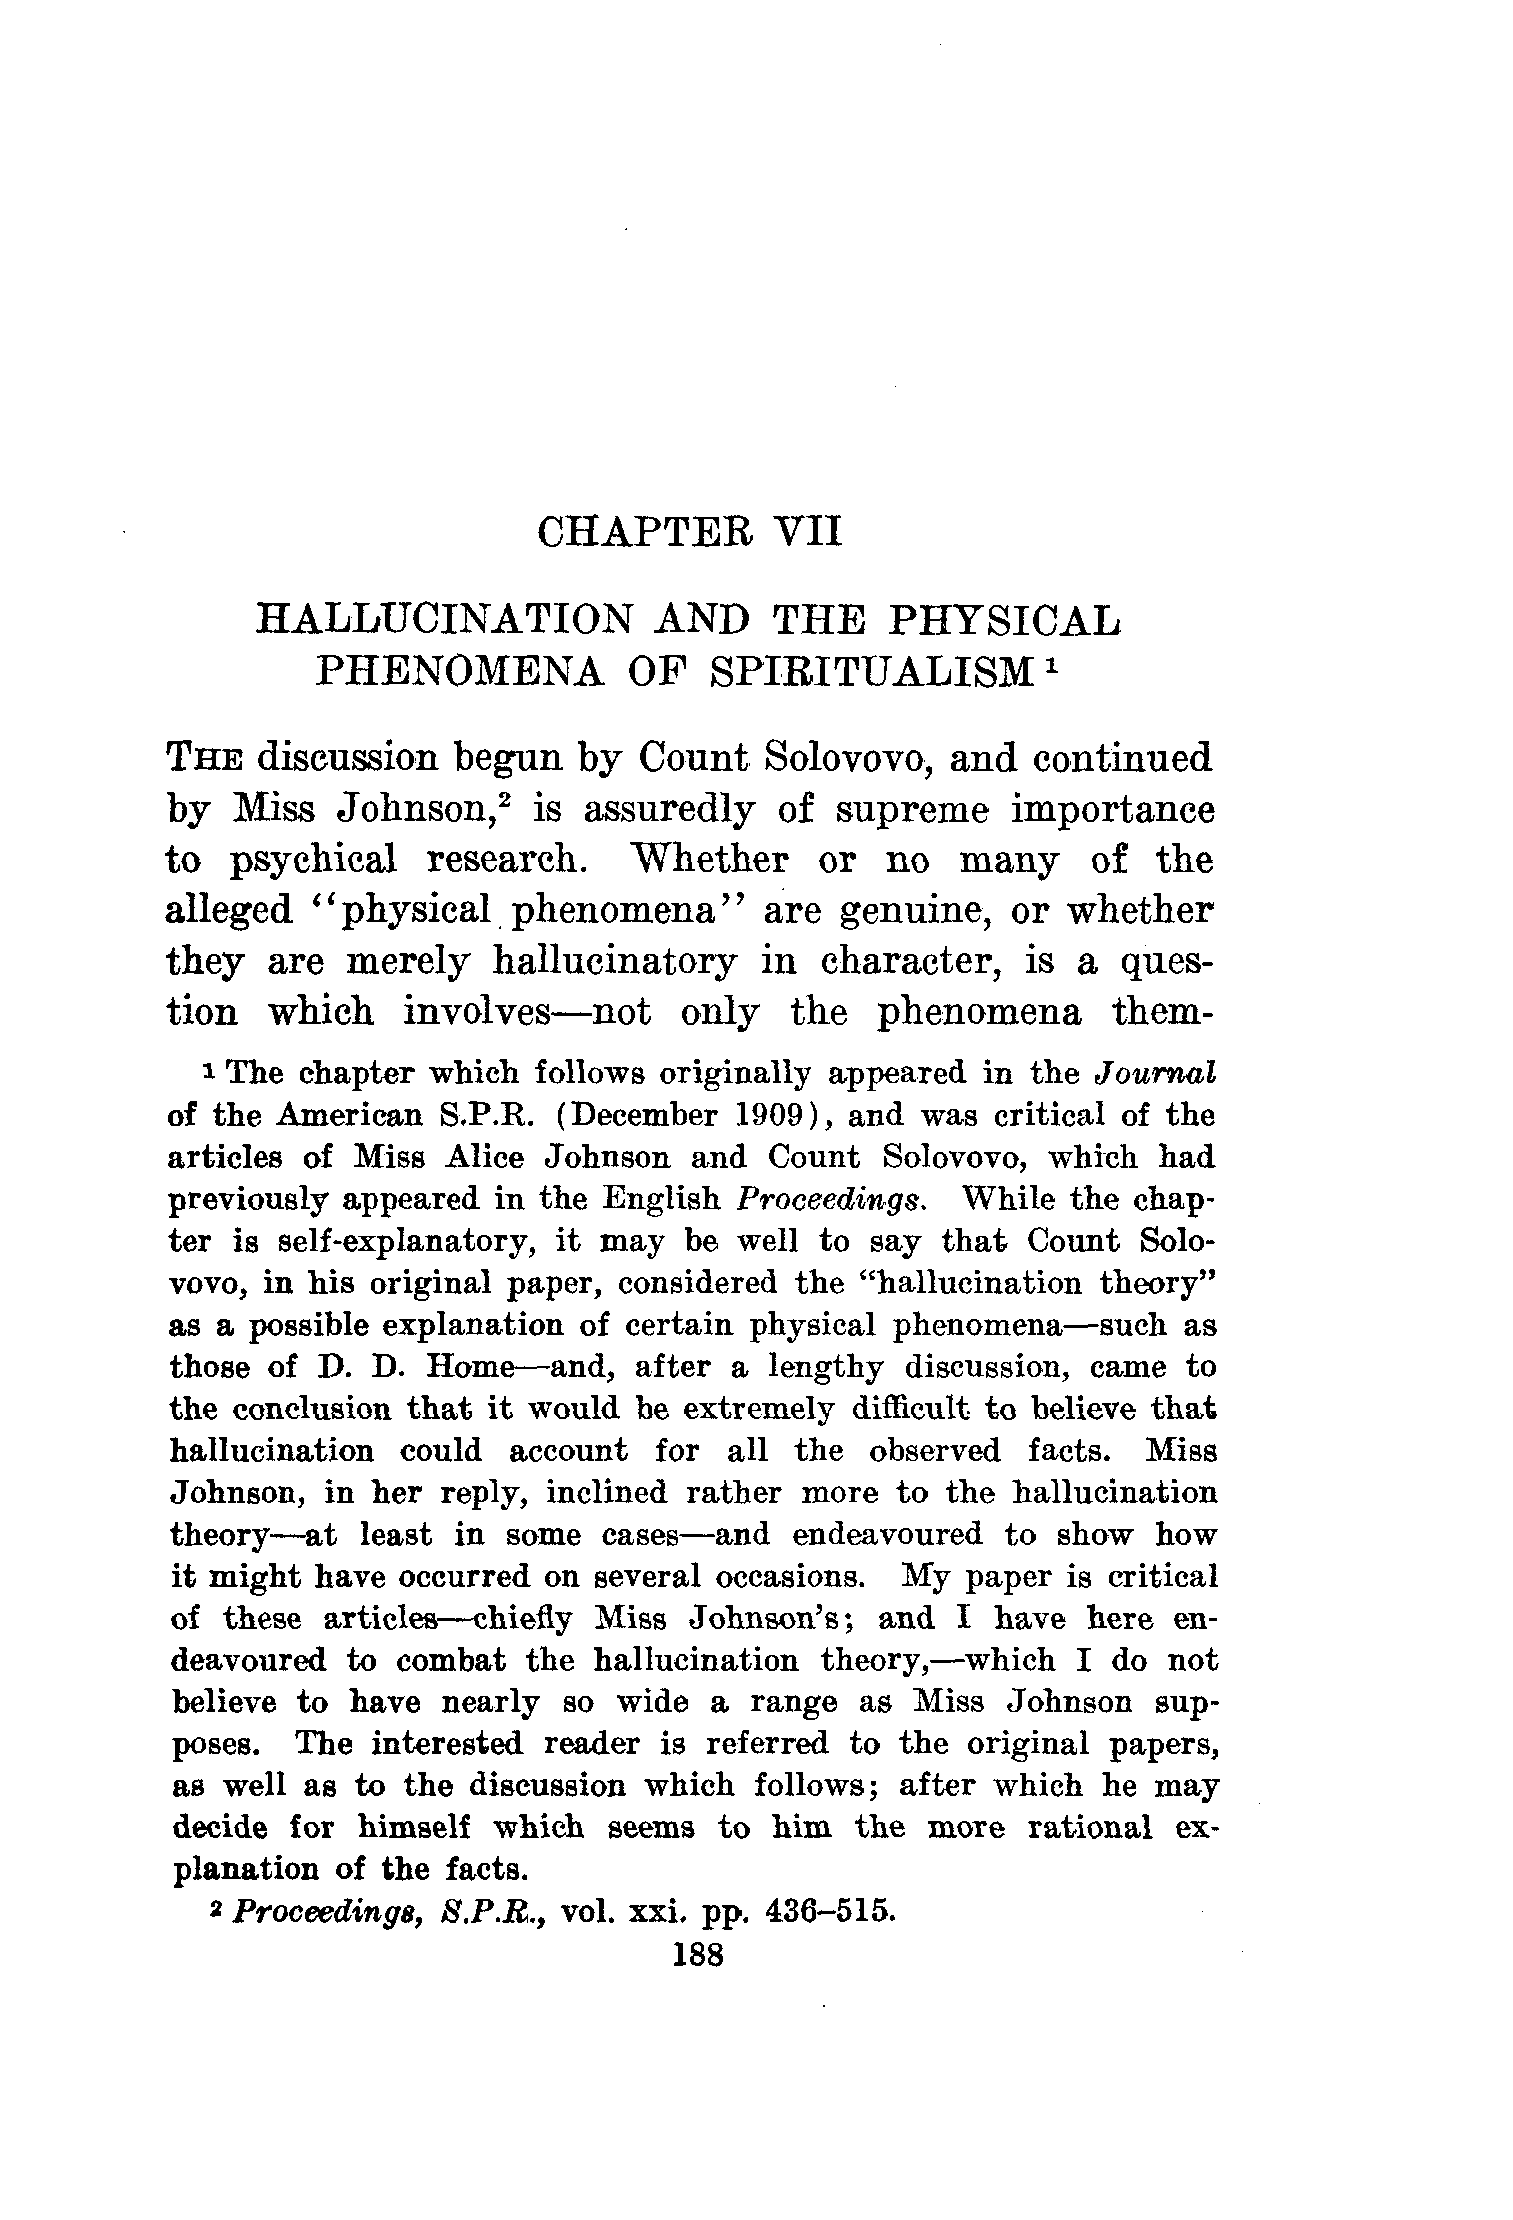 CHAPTER VII
HALLUCINATION AND THE PHYSICAL
PHENOMENA OF SPIRITUALISM ¹
THE discussion begun by Count Solovovo, and continued
by Miss Johnson,² is assuredly of supreme importance
to psychical research. Whether or no many of the
alleged “physical phenomena” are genuine, or whether
they are merely hallucinatory in character, is a ques-
tion which involves—not only the phenomena them-
¹ The chapter which follows originally appeared in the Journal
of the American S.P.R. (December 1909), and was critical of the
articles of Miss Alice Johnson and Count Solovovo, which had
previously appeared in the English Proceedings. While the chap-
ter is self-explanatory, it may be well to say that Count Solo-
vovo, in his original paper, considered the “hallucination theory”
as a possible explanation of certain physical phenomena—such as
those of D. D. Home—and, after a lengthy discussion, came to
the conclusion that it would be extremely difficult to believe that
hallucination could account for all the observed facts. Miss
Johnson, in her reply, inclined rather more to the hallucination
theory—at least in some cases—and endeavoured to show how
it might have occurred on several occasions. My paper is critical
of these articles—chiefly Miss Johnson's; and I have here en-
deavoured to combat the hallucination theory,—which I do not
believe to have nearly so wide a range as Miss Johnson sup-
poses. The interested reader is referred to the original papers,
as well as to the discussion which follows; after which he may
decide for himself which seems to him the more rational ex-
planation of the facts.
² Proceedings, S.P.R., vol. xxi. pp. 436–515.
188